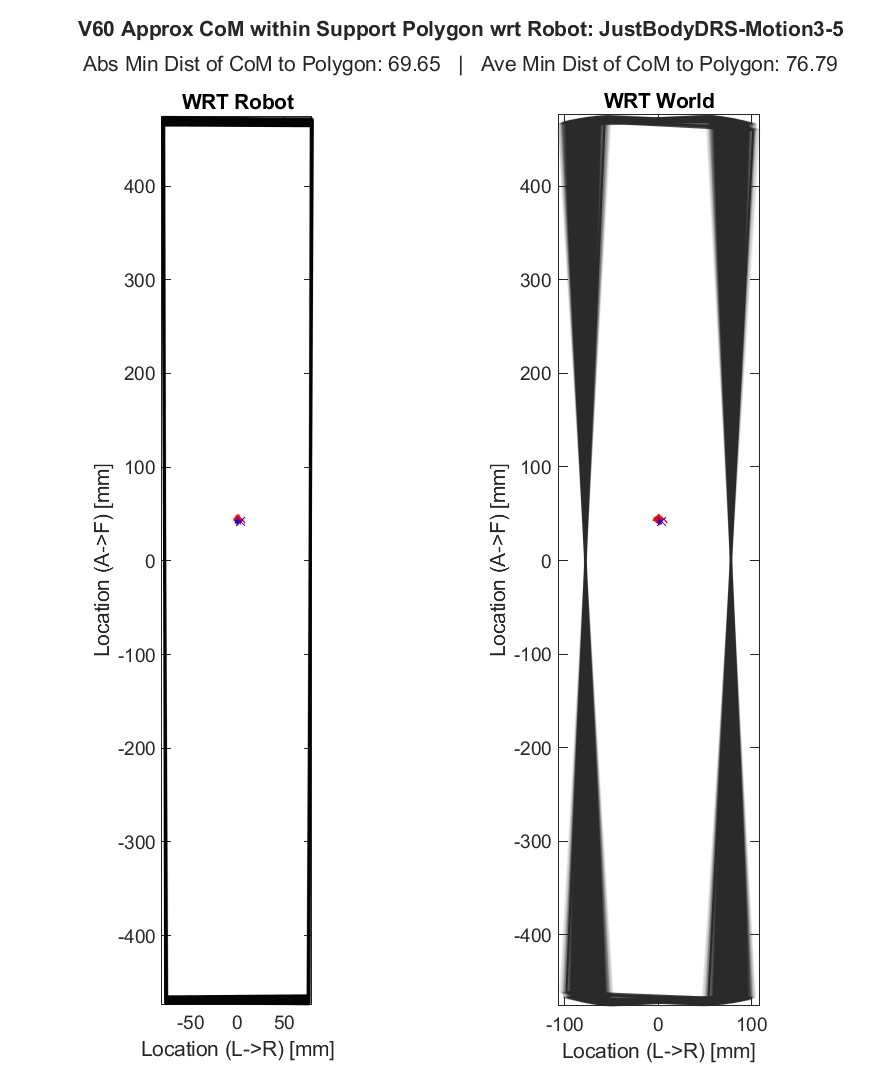 V60 Approx CoM within Support Polygon wrt Robot: JustBodyDRS-Motion3-5
Abs Min Dist of CoM to Polygon: 69.65 | Ave Min Dist of CoM to Polygon: 76.79
WRT Robot
400
300
200
100
0
-100
-200
-300
-400
Location (A->F) [mm]
-50 0 50
Location (L->R) [mm]
WRT World
400
300
200
100
0
-100
-200
-300
-400
Location (A->F) [mm]
-100 0 100
Location (L->R) [mm]